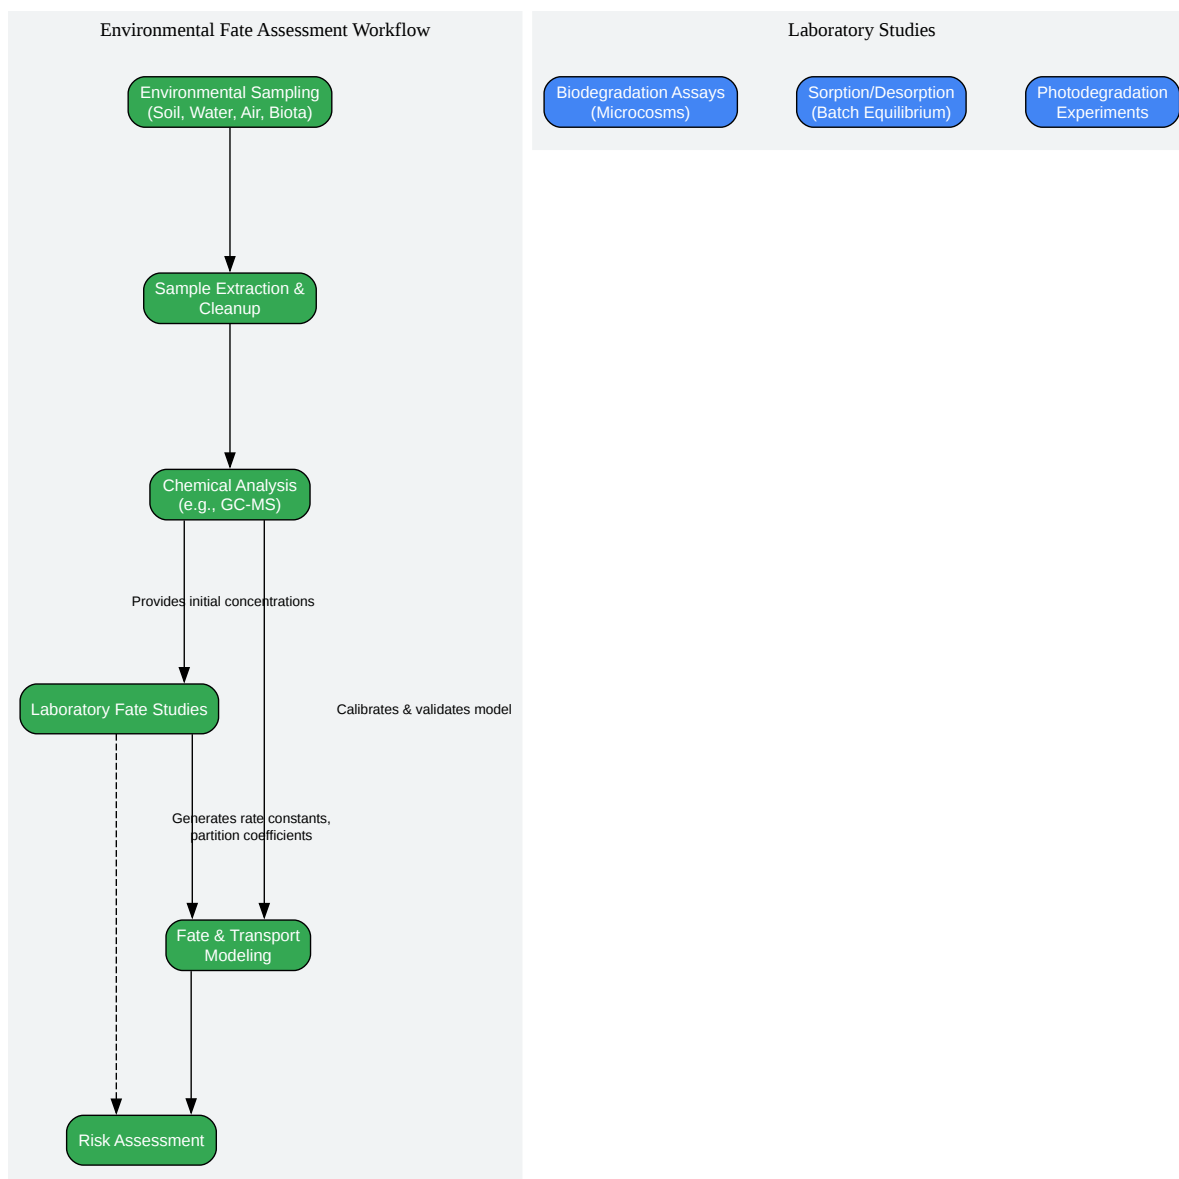 Environmental Fate Assessment Workflow
Environmental Sampling
(Soil, Water, Air, Biota)
Sample Extraction &
Cleanup
Chemical Analysis
(e.g., GC-MS)
Provides initial concentrations
Laboratory Fate Studies
Calibrates & validates model
Generates rate constants,
partition coefficients
Fate & Transport
Modeling
Risk Assessment
Laboratory Studies
Biodegradation Assays
(Microcosms)
Sorption/Desorption
(Batch Equilibrium)
Photodegradation
Experiments